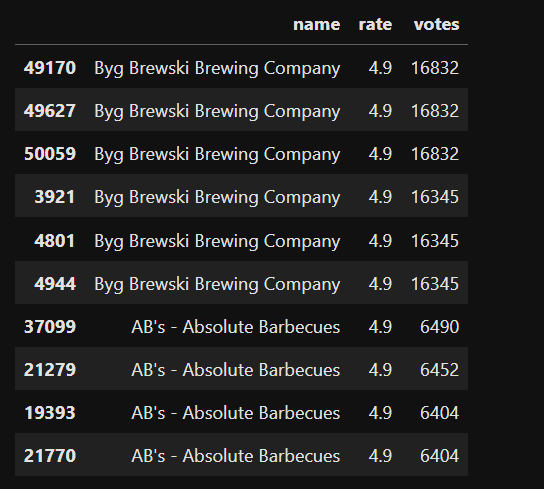 name rate votes
49170 Byg Brewski Brewing Company 4.9 16832
49627 Byg Brewski Brewing Company 4.9 16832
50059 Byg Brewski Brewing Company 4.9 16832
3921 Byg Brewski Brewing Company 4.9 16345
4801 Byg Brewski Brewing Company 4.9 16345
4944 Byg Brewski Brewing Company 4.9 16345
37099 AB's - Absolute Barbecues 4.9 6490
21279 AB's - Absolute Barbecues 4.9 6452
19393 AB's - Absolute Barbecues 4.9 6404
21770 AB's - Absolute Barbecues 4.9 6404